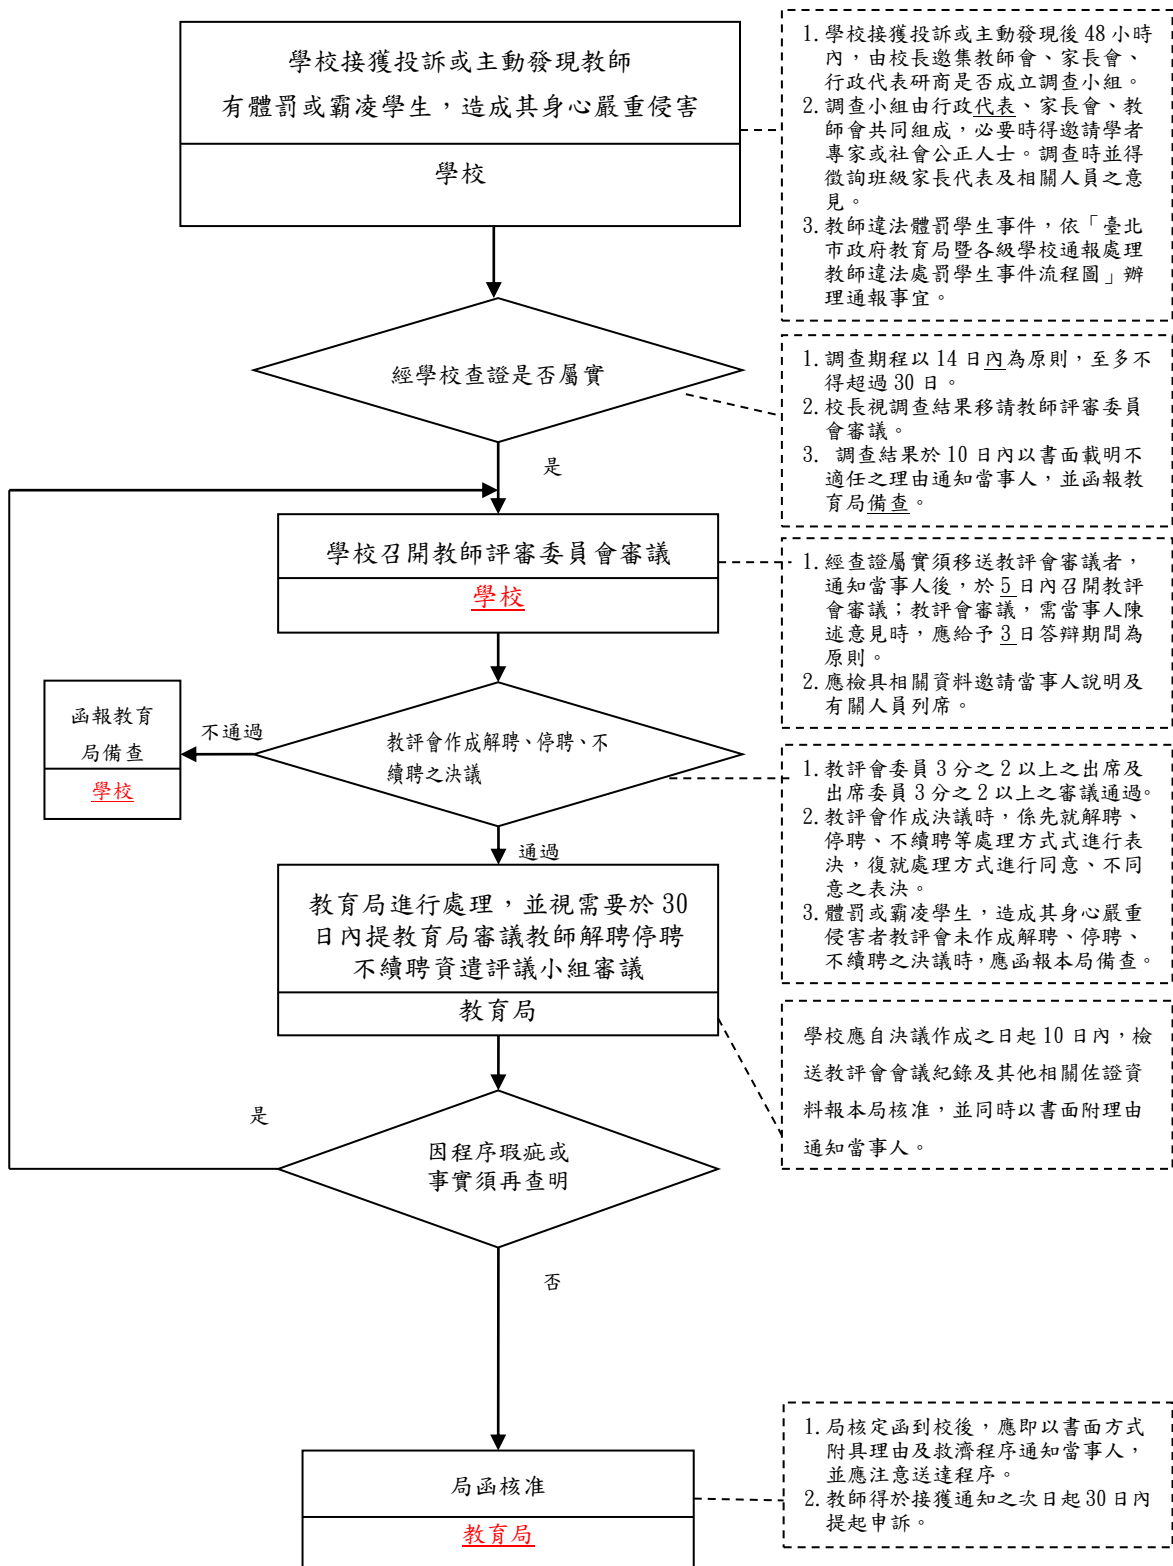 學校接獲投訴或主動發現教師
有體罰或霸凌學生，造成其身心嚴重侵害
學校
1. 學校接獲投訴或主動發現後 48 小時
內，由校長邀集教師會、家長會、
行政代表研商是否成立調查小組。
2. 調查小組由行政代表、家長會、教
師會共同組成，必要時得邀請學者
專家或社會公正人士。調查時並得
徵詢班級家長代表及相關人員之意
見。
3. 教師違法體罰學生事件，依「臺北
市政府教育局暨各級學校通報處理
教師違法處罰學生事件流程圖」辦
理通報事宜。
經學校查證是否屬實
1. 調查期程以 14 日內為原則，至多不
得超過 30 日。
2. 校長視調查結果移請教師評審委員
會審議。
3. 調查結果於 10 日內以書面載明不
適任之理由通知當事人，並函報教
育局備查。
是
學校召開教師評審委員會審議
學校
1. 經查證屬實須移送教評會審議者，
通知當事人後，於 5 日內召開教評
會審議；教評會審議，需當事人陳
述意見時，應給予 3 日答辯期間為
原則。
2. 應檢具相關資料邀請當事人說明及
有關人員列席。
函報教育
局備查
學校
不通過
教評會作成解聘、停聘、不
續聘之決議
1. 教評會委員 3 分之 2 以上之出席及
出席委員 3 分之 2 以上之審議通過。
2. 教評會作成決議時，係先就解聘、
停聘、不續聘等處理方式式進行表
決，復就處理方式進行同意、不同
意之表決。
3. 體罰或霸凌學生，造成其身心嚴重
侵害者教評會未作成解聘、停聘、
不續聘之決議時，應函報本局備查。
通過
教育局進行處理，並視需要於 30
日內提教育局審議教師解聘停聘
不續聘資遣評議小組審議
教育局
學校應自決議作成之日起 10 日內，檢
送教評會會議紀錄及其他相關佐證資
料報本局核准，並同時以書面附理由
通知當事人。
是
因程序瑕疵或
事實須再查明
否
局函核准
教育局
1. 局核定函到校後，應即以書面方式
附具理由及救濟程序通知當事人，
並應注意送達程序。
2. 教師得於接獲通知之次日起 30 日內
提起申訴。